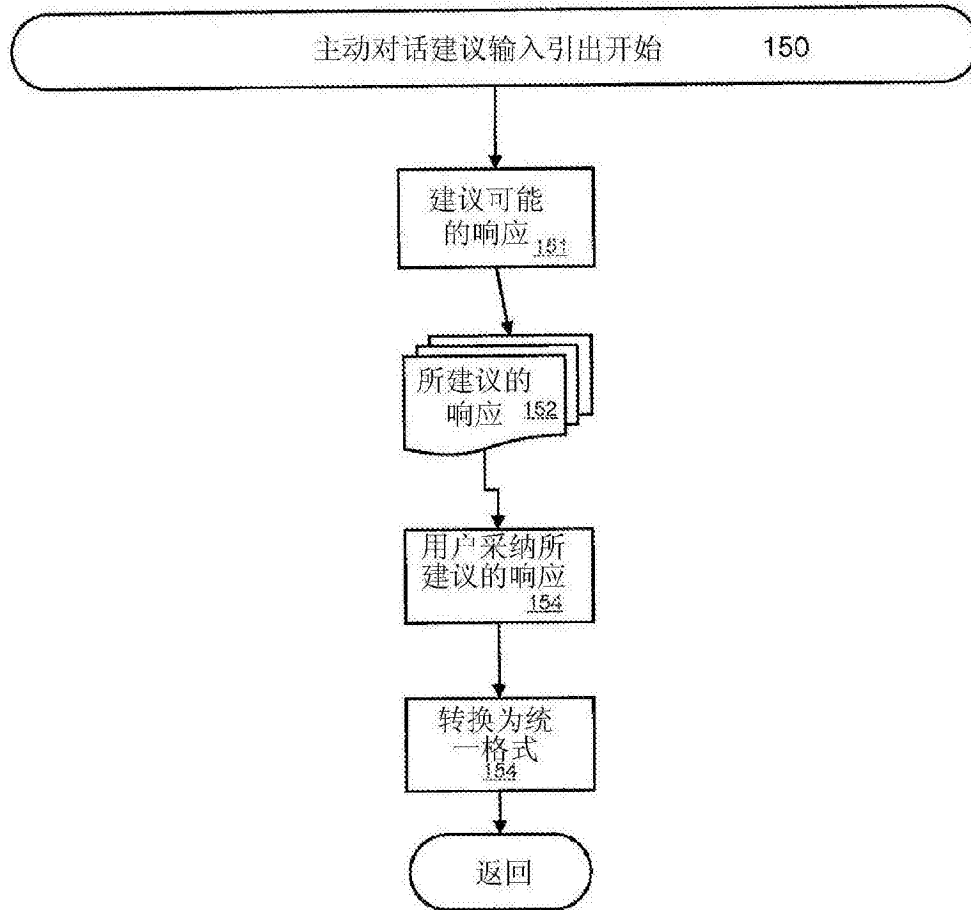 主动对话建议输入引出开始 150
建议可能
的响应 151
所建议的
响应 152
用户采纳所
建议的响应
154
转换为统
一格式
154
返回